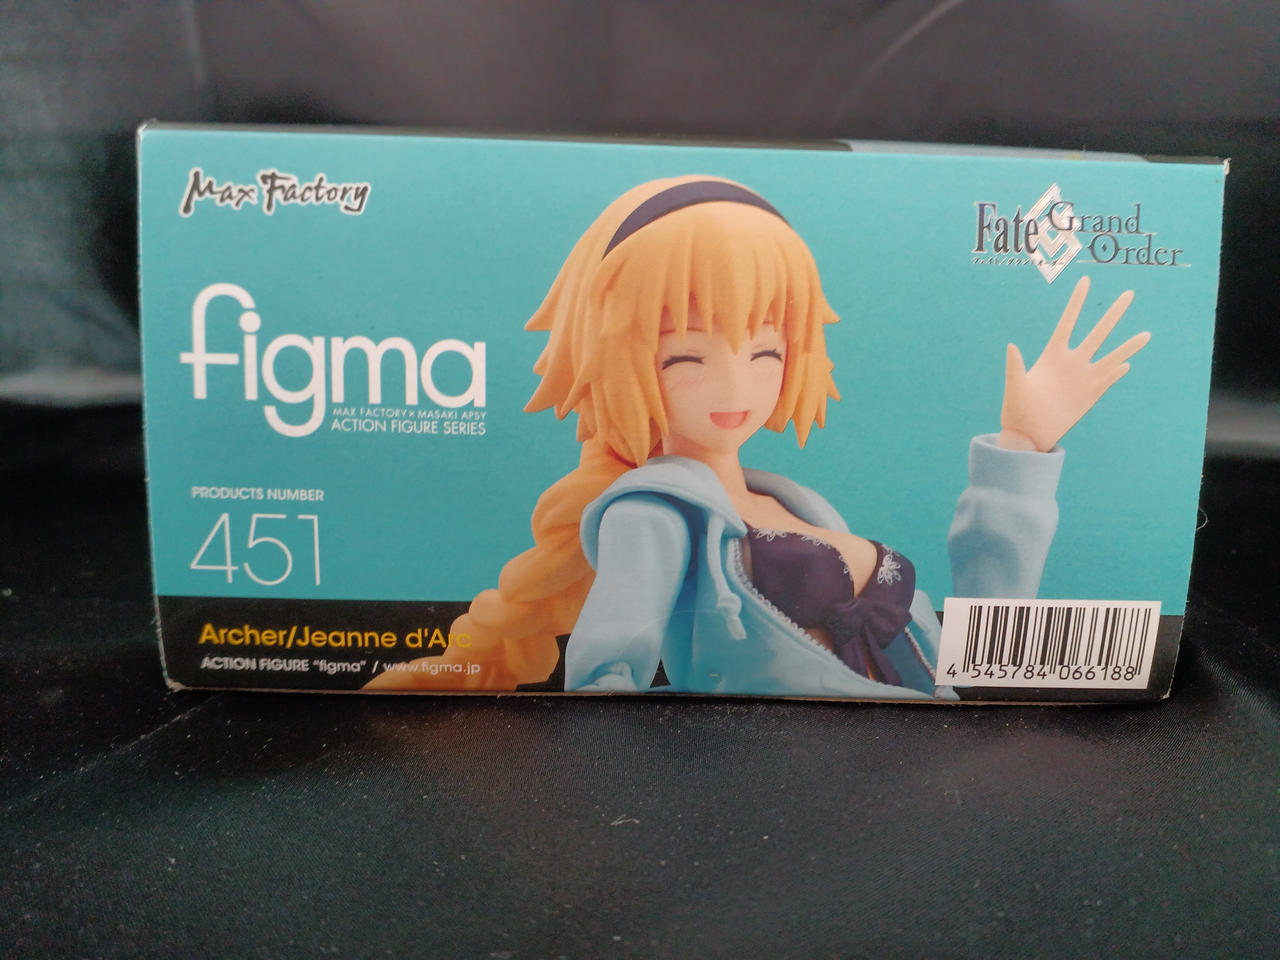 Max Factory
Fate Grand Order
figma
MAX FACTORY × MASAKI APSY
ACTION FIGURE SERIES
PRODUCTS NUMBER
451
Archer/Jeanne d'Arc
ACTION FIGURE "figma" / www.figma.jp
4 545784 066188